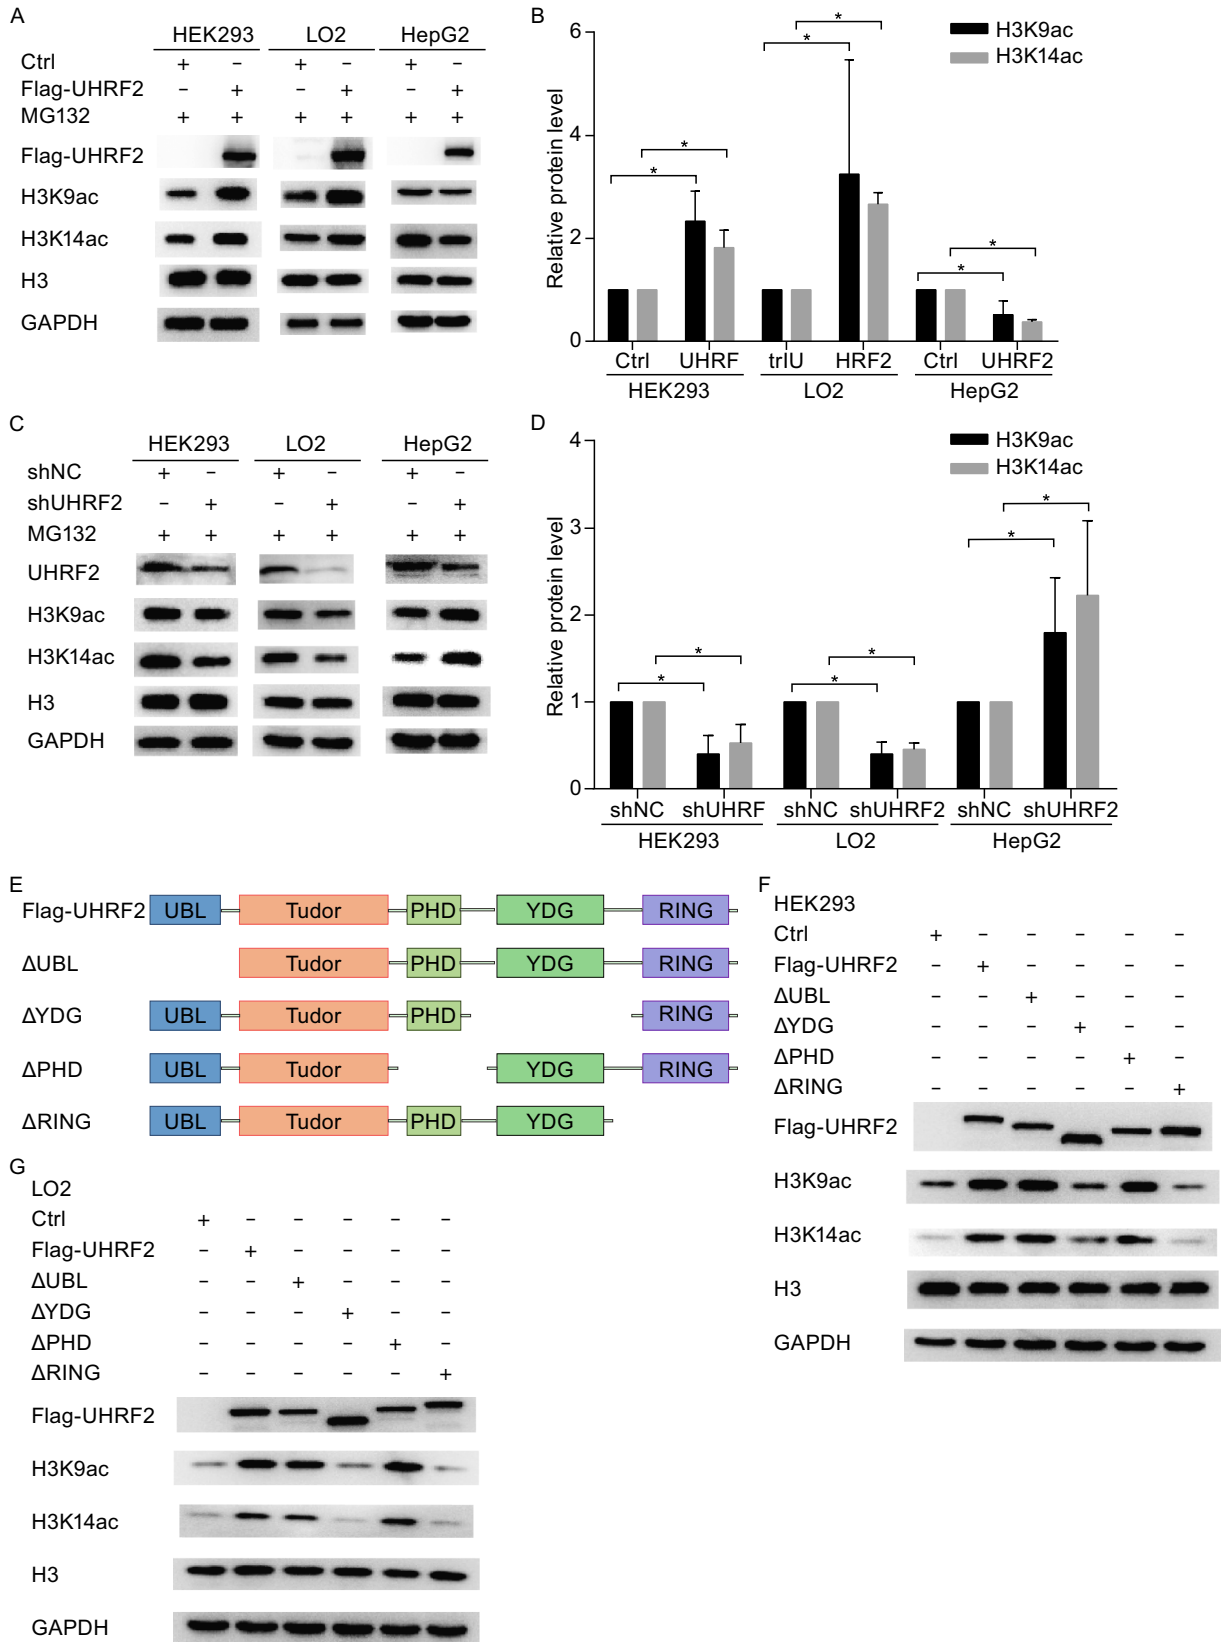 A
HEK293 LO2 HepG2
Ctrl + − + − + −
Flag-UHRF2 − + − + − +
MG132 + + + + + +
Flag-UHRF2
H3K9ac
H3K14ac
H3
GAPDH
B
H3K9ac
H3K14ac
Relative protein level
6
4
2
0
* * * * * *
Ctrl UHRF trIU HRF2 Ctrl UHRF2
HEK293 LO2 HepG2
C
HEK293 LO2 HepG2
shNC + − + − + −
shUHRF2 − + − + − +
MG132 + + + + + +
UHRF2
H3K9ac
H3K14ac
H3
GAPDH
D
H3K9ac
H3K14ac
Relative protein level
4
3
2
1
0
* * * * * *
shNC shUHRF shNC shUHRF2 shNC shUHRF2
HEK293 LO2 HepG2
E
Flag-UHRF2 UBL Tudor PHD YDG RING
ΔUBL Tudor PHD YDG RING
ΔYDG UBL Tudor PHD RING
ΔPHD UBL Tudor YDG RING
ΔRING UBL Tudor PHD YDG
F
HEK293
Ctrl + − − − − −
Flag-UHRF2 − + − − − −
ΔUBL − − + − − −
ΔYDG − − − + − −
ΔPHD − − − − + −
ΔRING − − − − − +
Flag-UHRF2
H3K9ac
H3K14ac
H3
GAPDH
G
LO2
Ctrl + − − − − −
Flag-UHRF2 − + − − − −
ΔUBL − − + − − −
ΔYDG − − − + − −
ΔPHD − − − − + −
ΔRING − − − − − +
Flag-UHRF2
H3K9ac
H3K14ac
H3
GAPDH